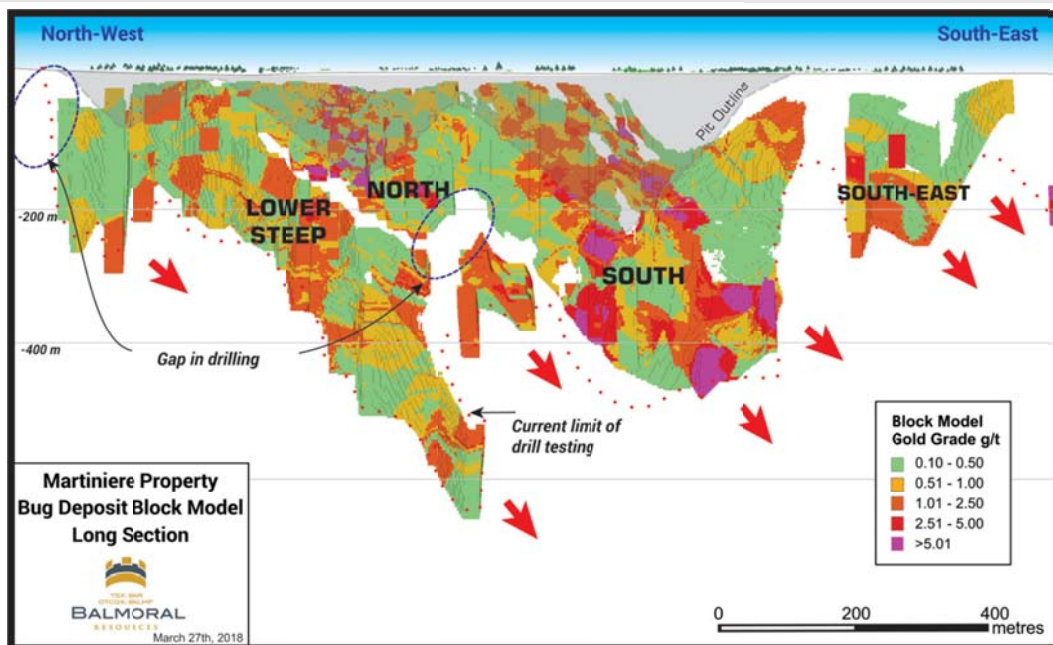 North-West
South-East
Pit Outline
NORTH
LOWER
STEEP
SOUTH-EAST
-200 m
SOUTH
-400 m
Gap in drilling
Current limit of
drill testing
Block Model
Gold Grade g/t
0.10 - 0.50
0.51 - 1.00
1.01 - 2.50
2.51 - 5.00
>5.01
Martiniere Property
Bug Deposit Block Model
Long Section
BALMORAL
RESOURCES
March 27th, 2018
0 200 400
metres